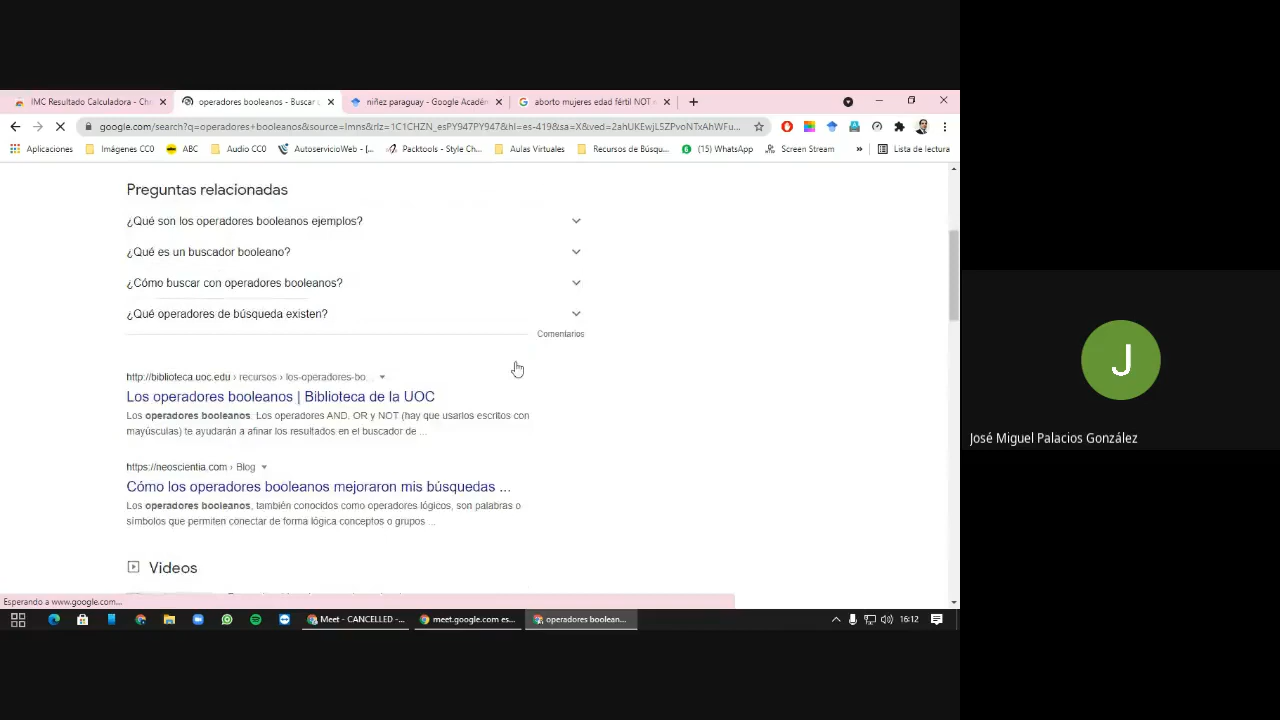 IMC Resultado Calculadora - Chr
operadores booleanos - Buscar
niñez paraguay - Google Acadé
aborto mujeres edad fértil NOT
google.com/search?q=operadores+booleanos&source=lmns&rlz=1C1CHZN_esPY947PY947&hl=es-419&sa=X&ved=2ahUKEwjL5ZPvoNTxAhWFu...
Aplicaciones
Imágenes CC0
ABC
Audio CC0
AutoservicioWeb - [...
Packtools - Style Ch...
Aulas Virtuales
Recursos de Búsqu...
(15) WhatsApp
Screen Stream
»
Lista de lectura
Preguntas relacionadas
¿Qué son los operadores booleanos ejemplos?
¿Qué es un buscador booleano?
¿Cómo buscar con operadores booleanos?
¿Qué operadores de búsqueda existen?
Comentarios
http://biblioteca.uoc.edu › recursos › los-operadores-bo...
Los operadores booleanos | Biblioteca de la UOC
Los operadores booleanos. Los operadores AND. OR y NOT (hay que usarlos escritos con
mayúsculas) te ayudarán a afinar los resultados en el buscador de ...
https://neoscientia.com › Blog
Cómo los operadores booleanos mejoraron mis búsquedas ...
Los operadores booleanos, también conocidos como operadores lógicos, son palabras o
símbolos que permiten conectar de forma lógica conceptos o grupos ...
Videos
Esperando a www.google.com...
Meet - CANCELLED -...
meet.google.com es...
operadores boolean...
16:12
J
José Miguel Palacios González